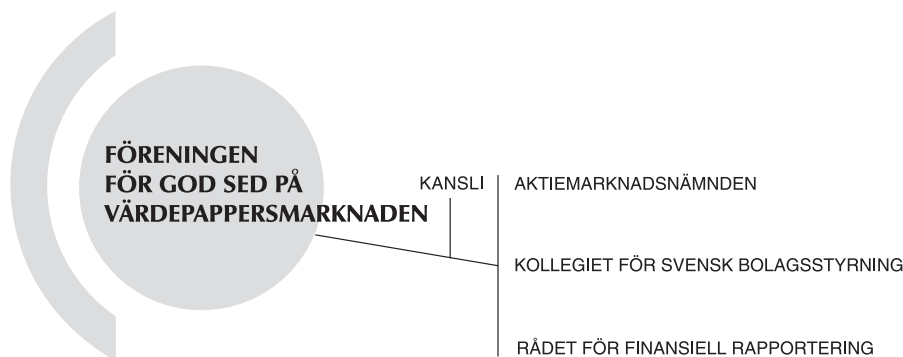 FÖRENINGEN
FÖR GOD SED PÅ
VÄRDEPAPPERSMARKNADEN
KANSLI
AKTIEMARKNADSNÄMNDEN
KOLLEGIET FÖR SVENSK BOLAGSSTYRNING
RÅDET FÖR FINANSIELL RAPPORTERING